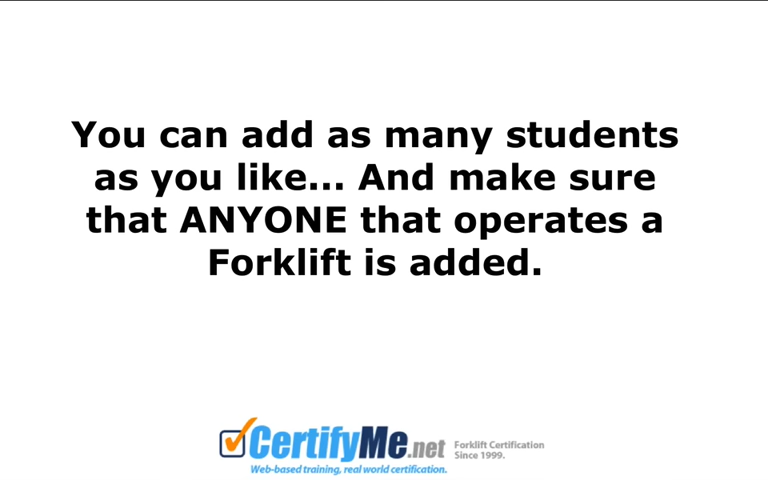 You can add as many students
as you like... And make sure
that ANYONE that operates a
Forklift is added.
CertifyMe.net
Forklift Certification
Since 1999.
Web-based training, real world certification.